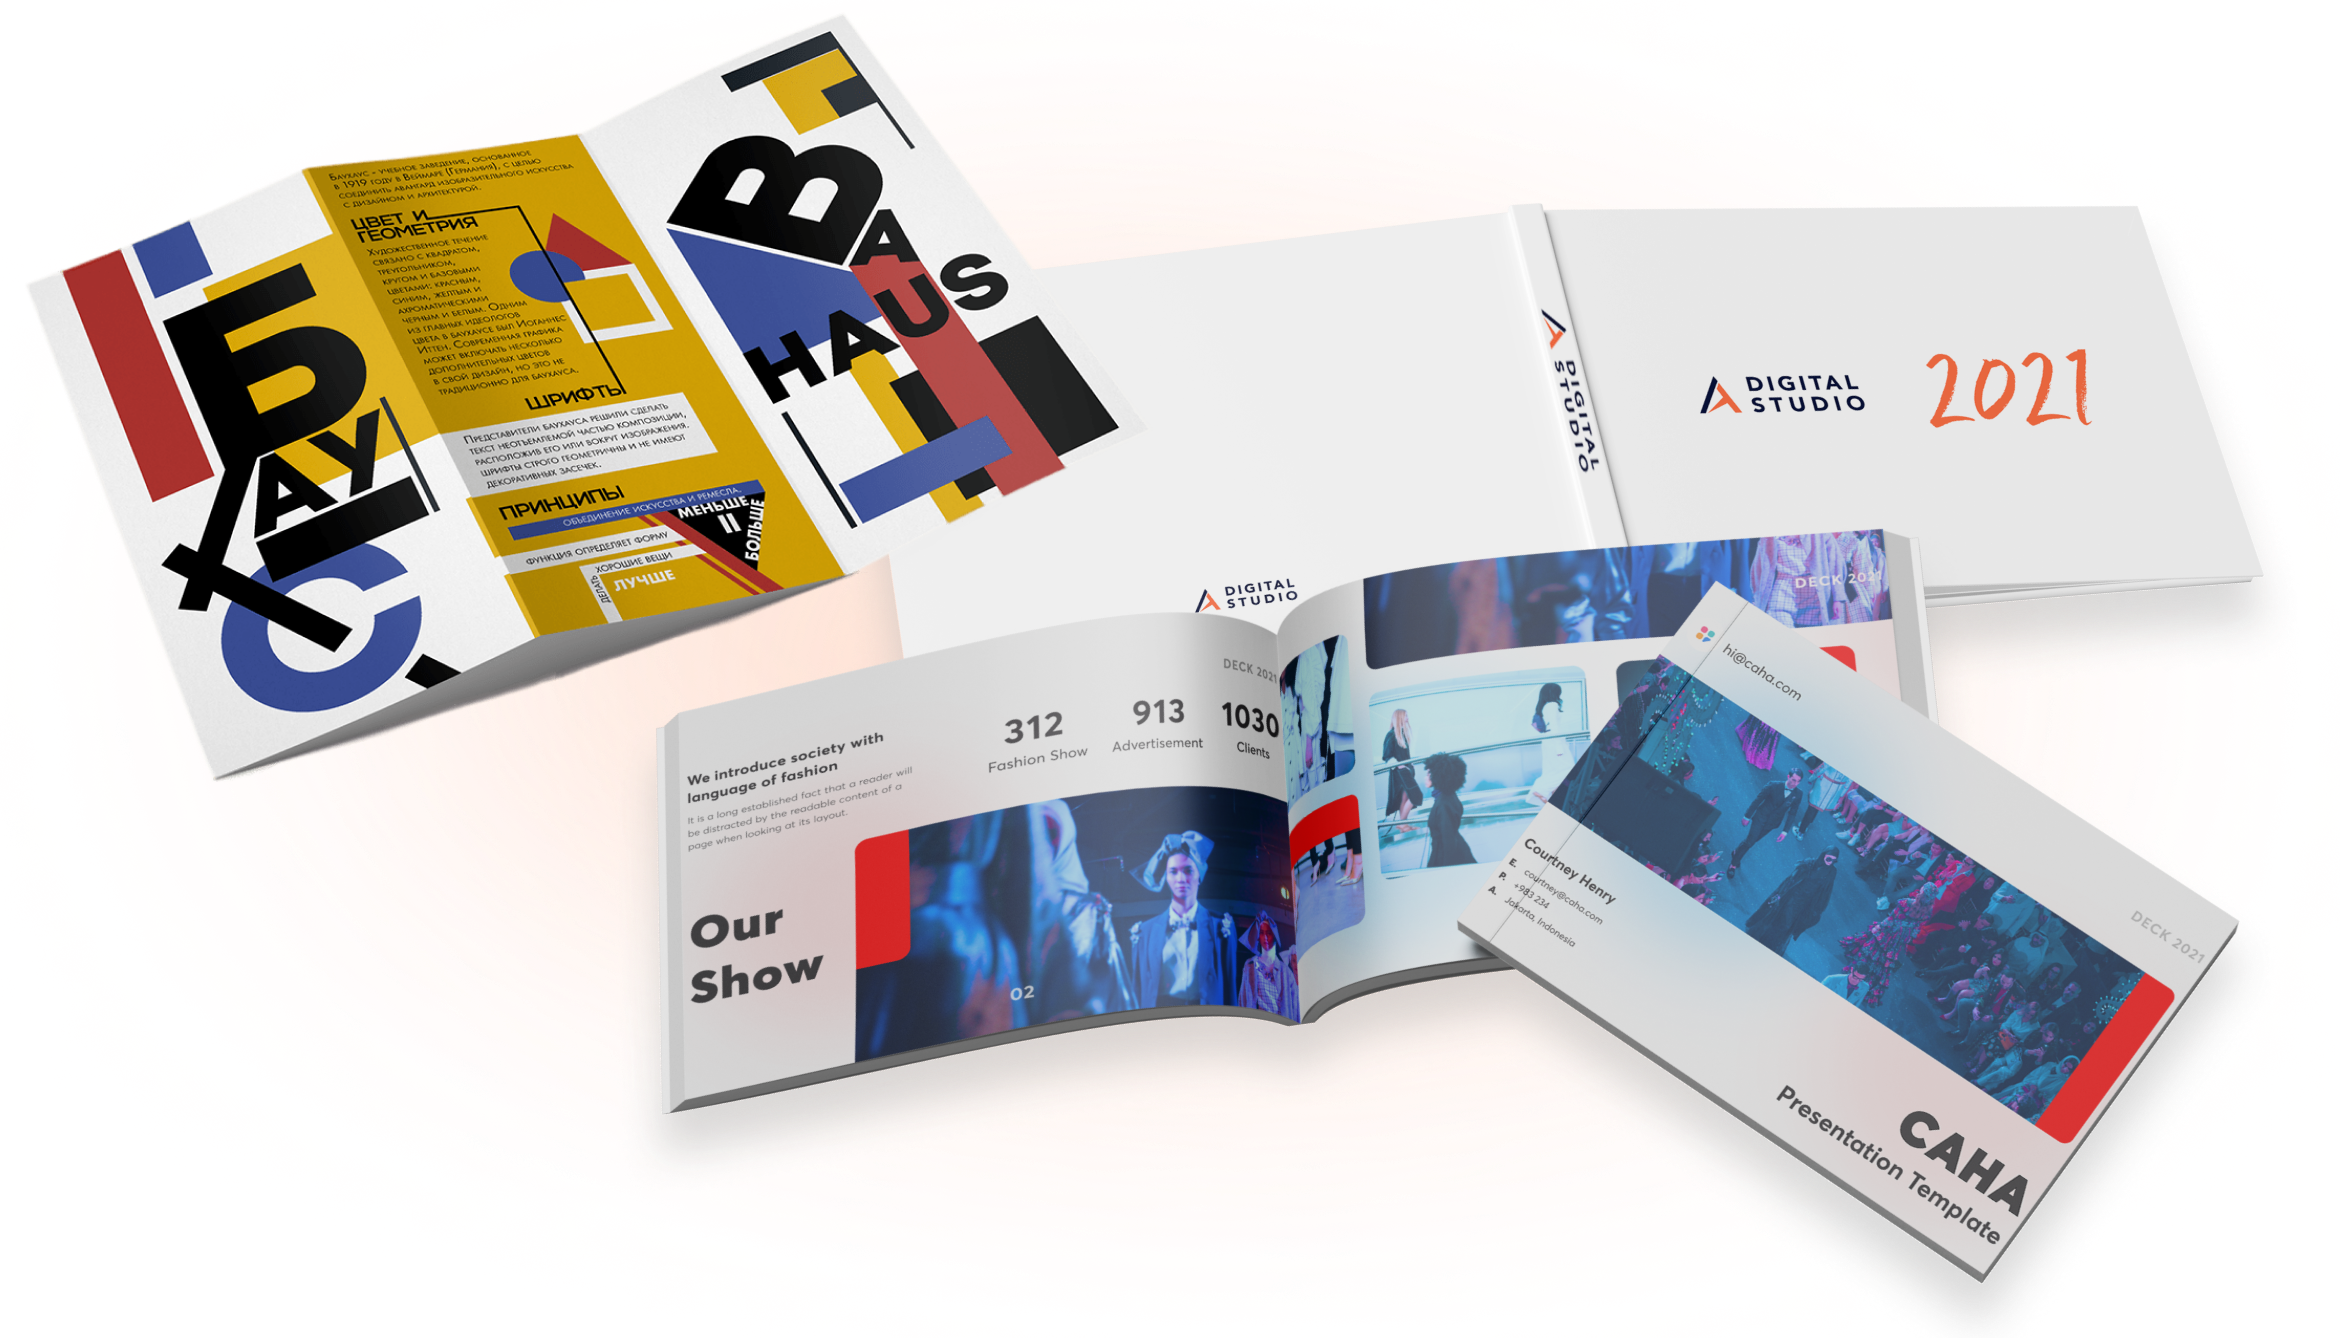 БАУ
ХАУС
Баухаус - учебное заведение, основанное
в 1919 году в Веймаре (Германия), с целью
соединить авангард изобразительного искусства
с дизайном и архитектурой.
ЦВЕТ И
ГЕОМЕТРИЯ
Художественное течение
связано с квадратом,
треугольником,
кругом и базовыми
цветами: красным,
синим, желтым и
ахроматическими
черным и белым. Одним
из главных идеологов
цвета в Баухаусе был Иоганнес
Иттен. Современная графика
может включать несколько
дополнительных цветов
в свой дизайн, но это не
традиционно для Баухауса.
ШРИФТЫ
Представители Баухауса решили сделать
текст неотъемлемой частью композиции,
расположив его или вокруг изображения.
Шрифты строго геометричны и не имеют
декоративных засечек.
ПРИНЦИПЫ
ОБЪЕДИНЕНИЕ ИСКУССТВА И РЕМЕСЛА.
МЕНЬШЕ
=
БОЛЬШЕ
ФУНКЦИЯ ОПРЕДЕЛЯЕТ ФОРМУ
ДЕЛАТЬ
ХОРОШИЕ ВЕЩИ
ЛУЧШЕ
BA
HAUS
DIGITAL
STUDIO
DIGITAL
STUDIO
2021
DIGITAL
STUDIO
DECK 2021
312
Fashion Show
913
Advertisement
1030
Clients
We introduce society with
language of fashion
It is a long established fact that a reader will
be distracted by the readable content of a
page when looking at its layout.
Our
Show
02
DECK 2021
hi@caha.com
Courtney Henry
E. courtney@caha.com
P. +983 234
A. Jakarta, Indonesia
DECK 2021
CAHA
Presentation Template